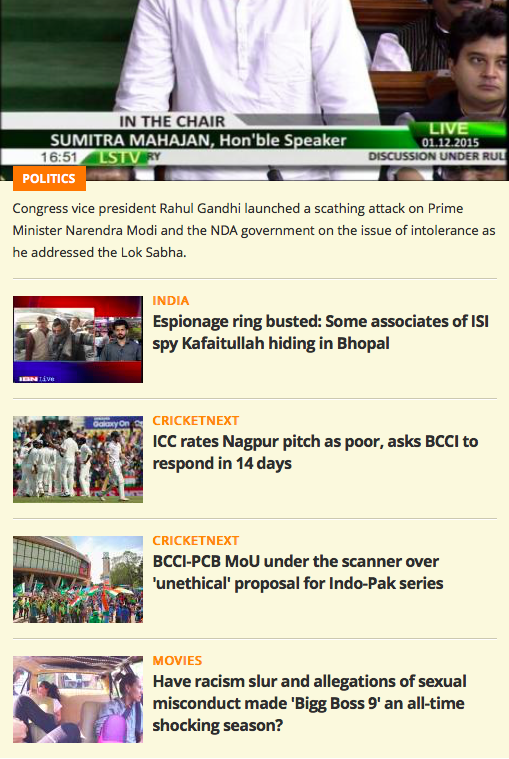 IN THE CHAIR
SUMITRA MAHAJAN, Hon'ble Speaker
LIVE
01.12.2015
16:51 LSTV RY
DISCUSSION UNDER RUL
POLITICS
Congress vice president Rahul Gandhi launched a scathing attack on Prime
Minister Narendra Modi and the NDA government on the issue of intolerance as
he addressed the Lok Sabha.
INDIA
Espionage ring busted: Some associates of ISI
spy Kafaitullah hiding in Bhopal
IBN live
CRICKETNEXT
ICC rates Nagpur pitch as poor, asks BCCI to
respond in 14 days
Galaxy On
CRICKETNEXT
BCCI-PCB MoU under the scanner over
'unethical' proposal for Indo-Pak series
MOVIES
Have racism slur and allegations of sexual
misconduct made 'Bigg Boss 9' an all-time
shocking season?